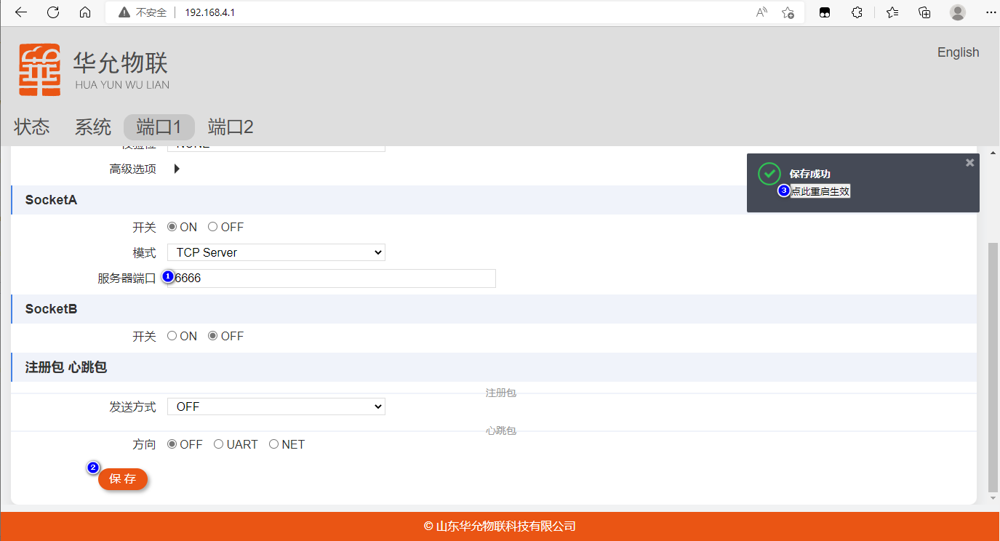 不安全 192.168.4.1
华允物联
HUA YUN WU LIAN
English
状态 系统 端口1 端口2
NONE
高级选项
保存成功
3 点此重启生效
SocketA
开关 ON OFF
模式 TCP Server
服务器端口 1 6666
SocketB
开关 ON OFF
注册包 心跳包
注册包
发送方式 OFF
心跳包
方向 OFF UART NET
2
保 存
© 山东华允物联科技有限公司